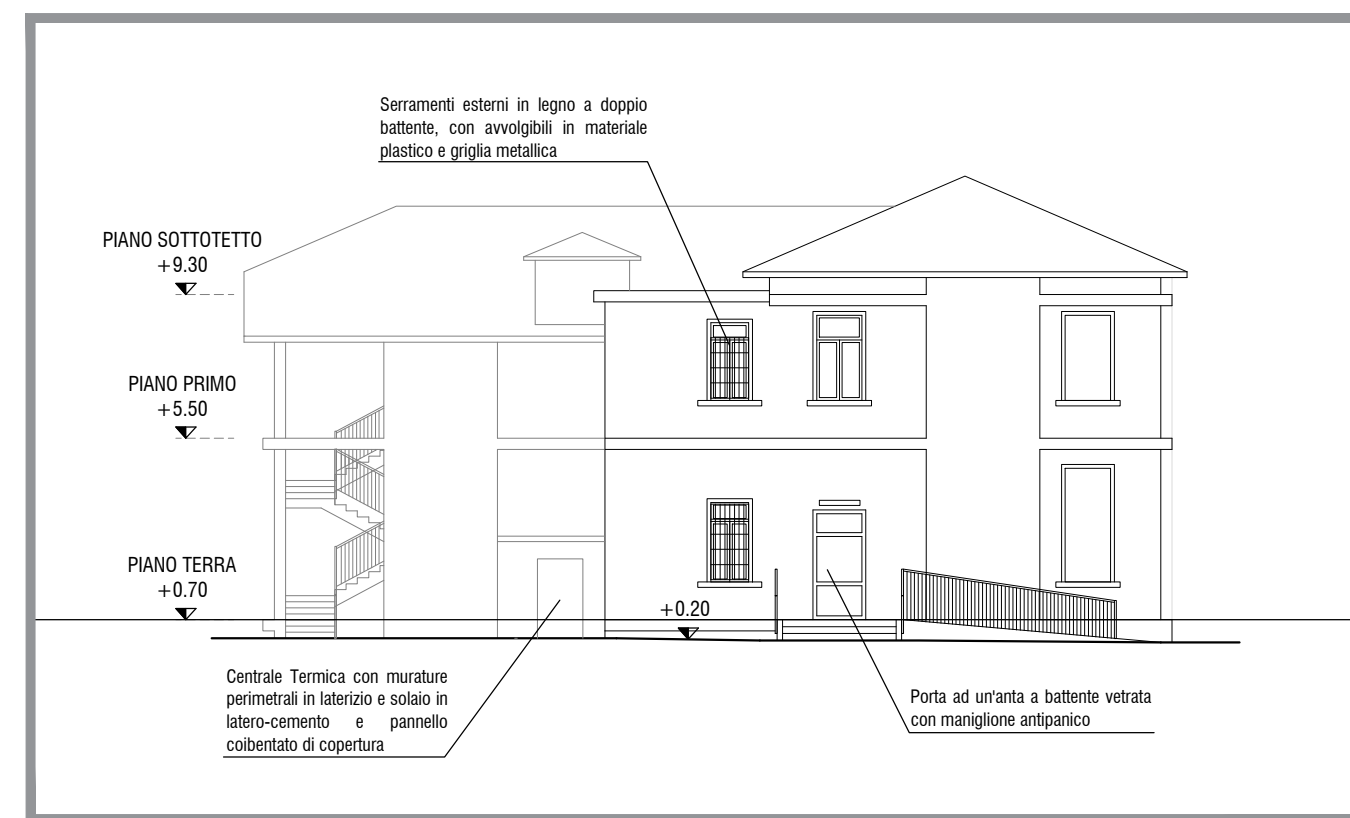 Serramenti esterni in legno a doppio
battente, con avvolgibili in materiale
plastico e griglia metallica
PIANO SOTTOTETTO
+9.30
PIANO PRIMO
+5.50
PIANO TERRA
+0.70
+0.20
Centrale Termica con murature
perimetrali in laterizio e solaio in
latero-cemento e pannello
coibentato di copertura
Porta ad un'anta a battente vetrata
con maniglione antipanico